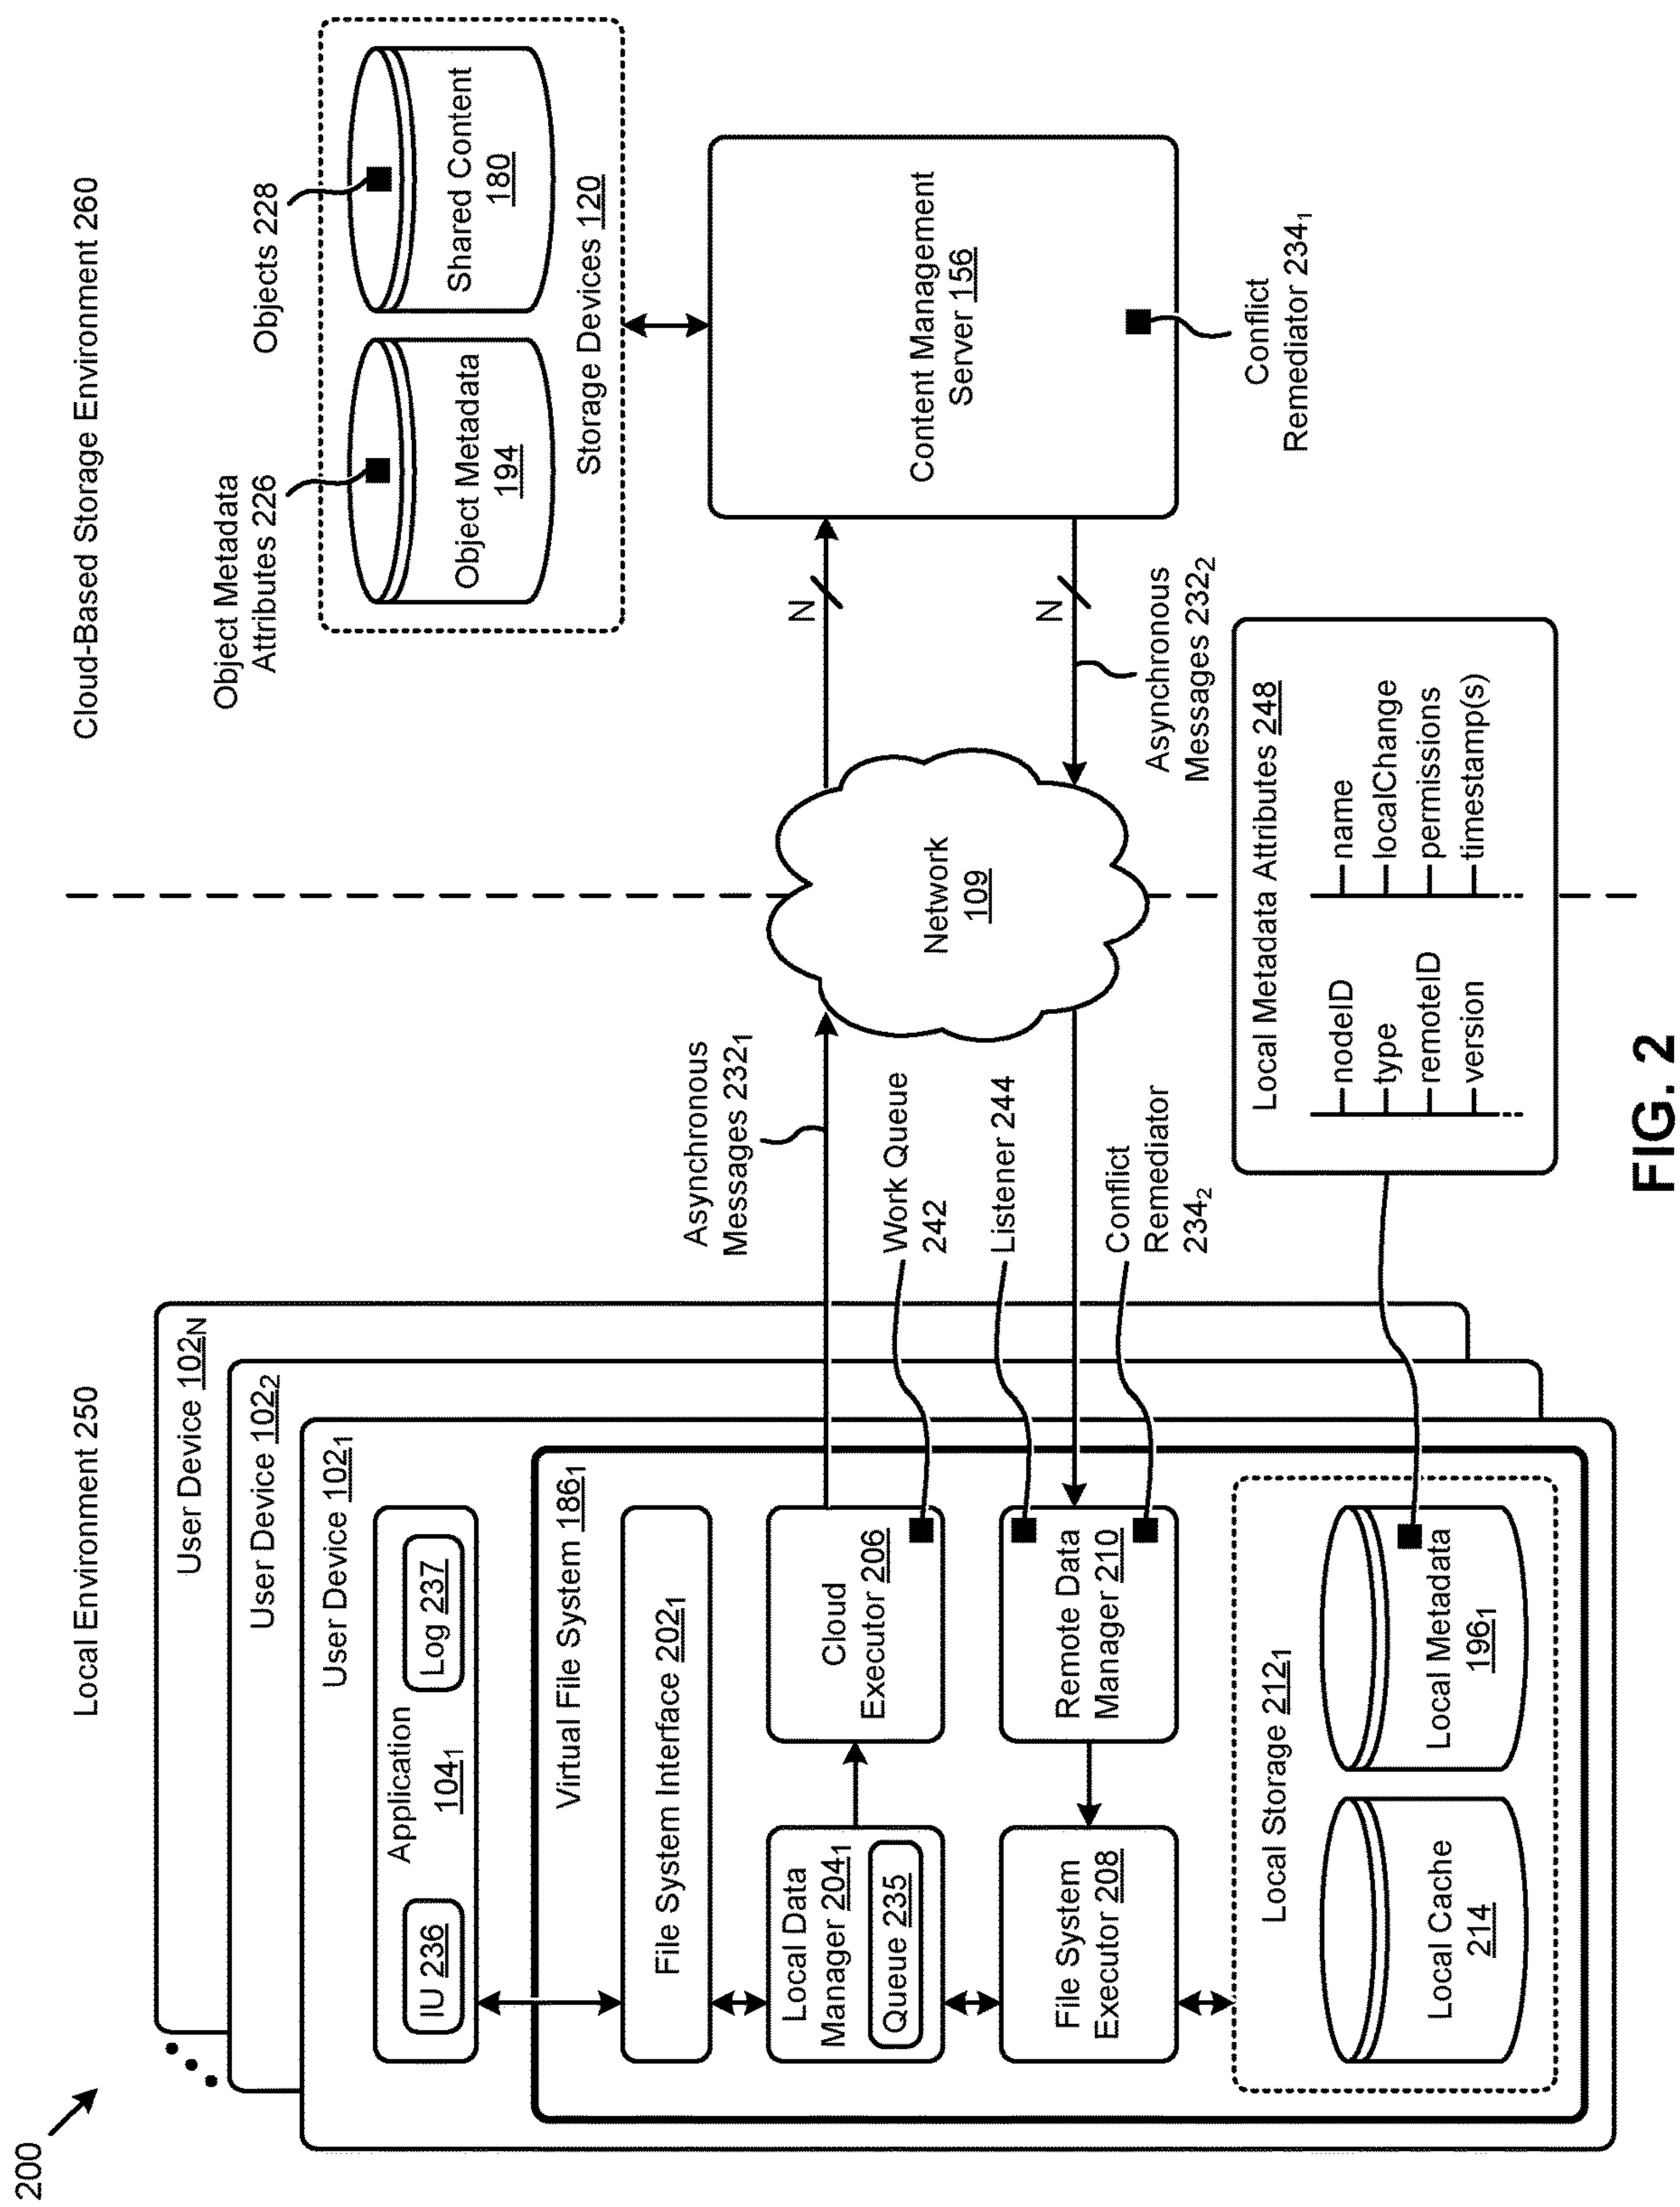 200
Local Environment 250
Cloud-Based Storage Environment 260
User Device 102N
User Device 1022
User Device 1021
Application
1041
IU 236
Log 237
Virtual File System 1861
File System Interface 2021
Local Data
Manager 2041
Queue 235
Cloud
Executor 206
File System
Executor 208
Remote Data
Manager 210
Local Storage 2121
Local Cache
214
Local Metadata
1961
Asynchronous
Messages 2321
Work Queue
242
Listener 244
Conflict
Remediator
2342
Network
109
N
N
Asynchronous
Messages 2322
Object Metadata
Attributes 226
Objects 228
Object Metadata
194
Shared Content
180
Storage Devices 120
Content Management
Server 156
Conflict
Remediator 2341
Local Metadata Attributes 248
nodeID
type
remoteID
version
name
localChange
permissions
timestamp(s)
FIG. 2